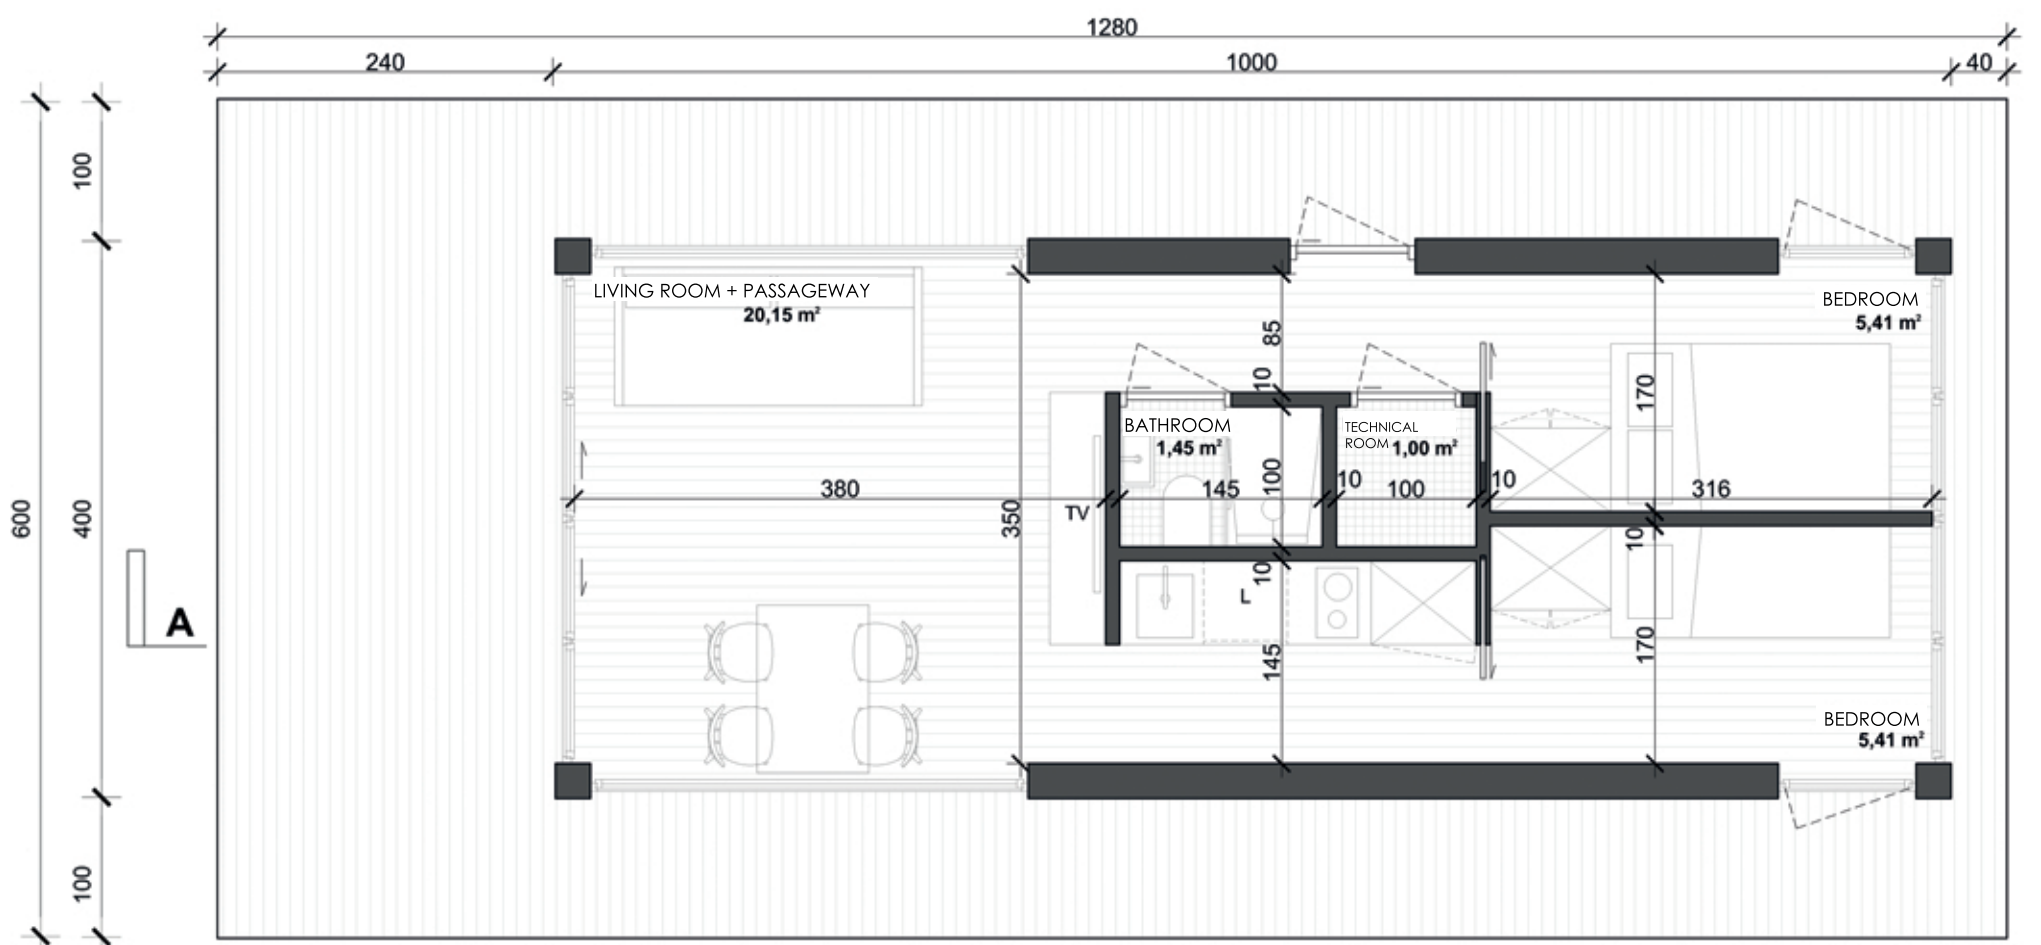 1280
240
1000
40
100
LIVING ROOM + PASSAGEWAY
20,15 m²
BEDROOM
5,41 m²
85
10
170
BATHROOM
1,45 m²
TECHNICAL
ROOM 1,00 m²
380
145
100
10
100
10
316
TV
350
600
400
10
10
L
A
145
170
BEDROOM
5,41 m²
100